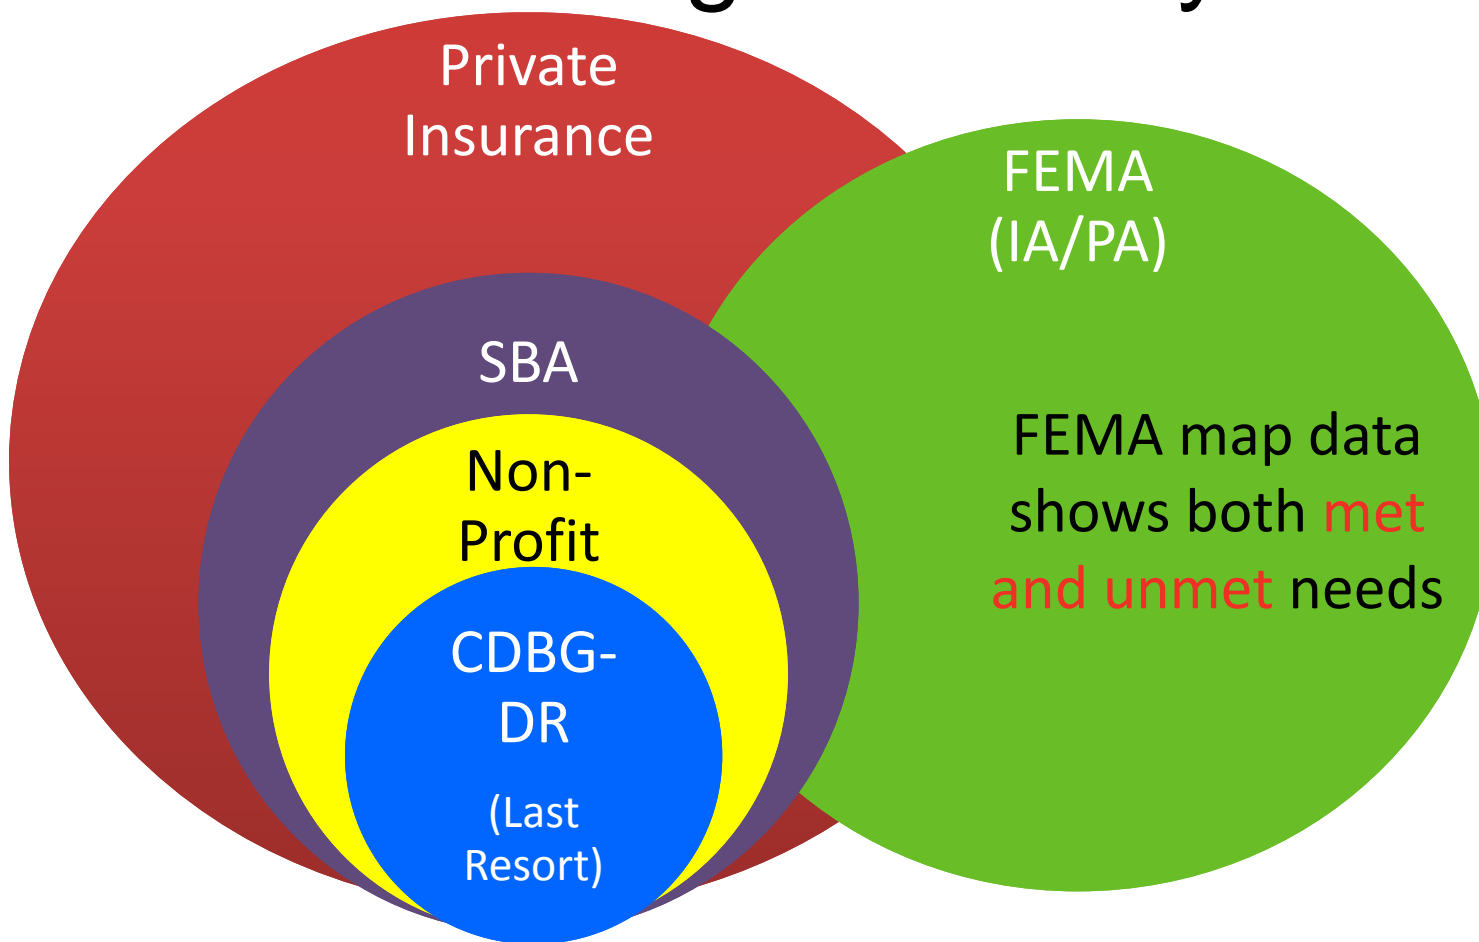 Private
Insurance
FEMA
(IA/PA)
SBA
FEMA map data
shows both met
and unmet needs
Non-
Profit
CDBG-
DR
(Last
Resort)